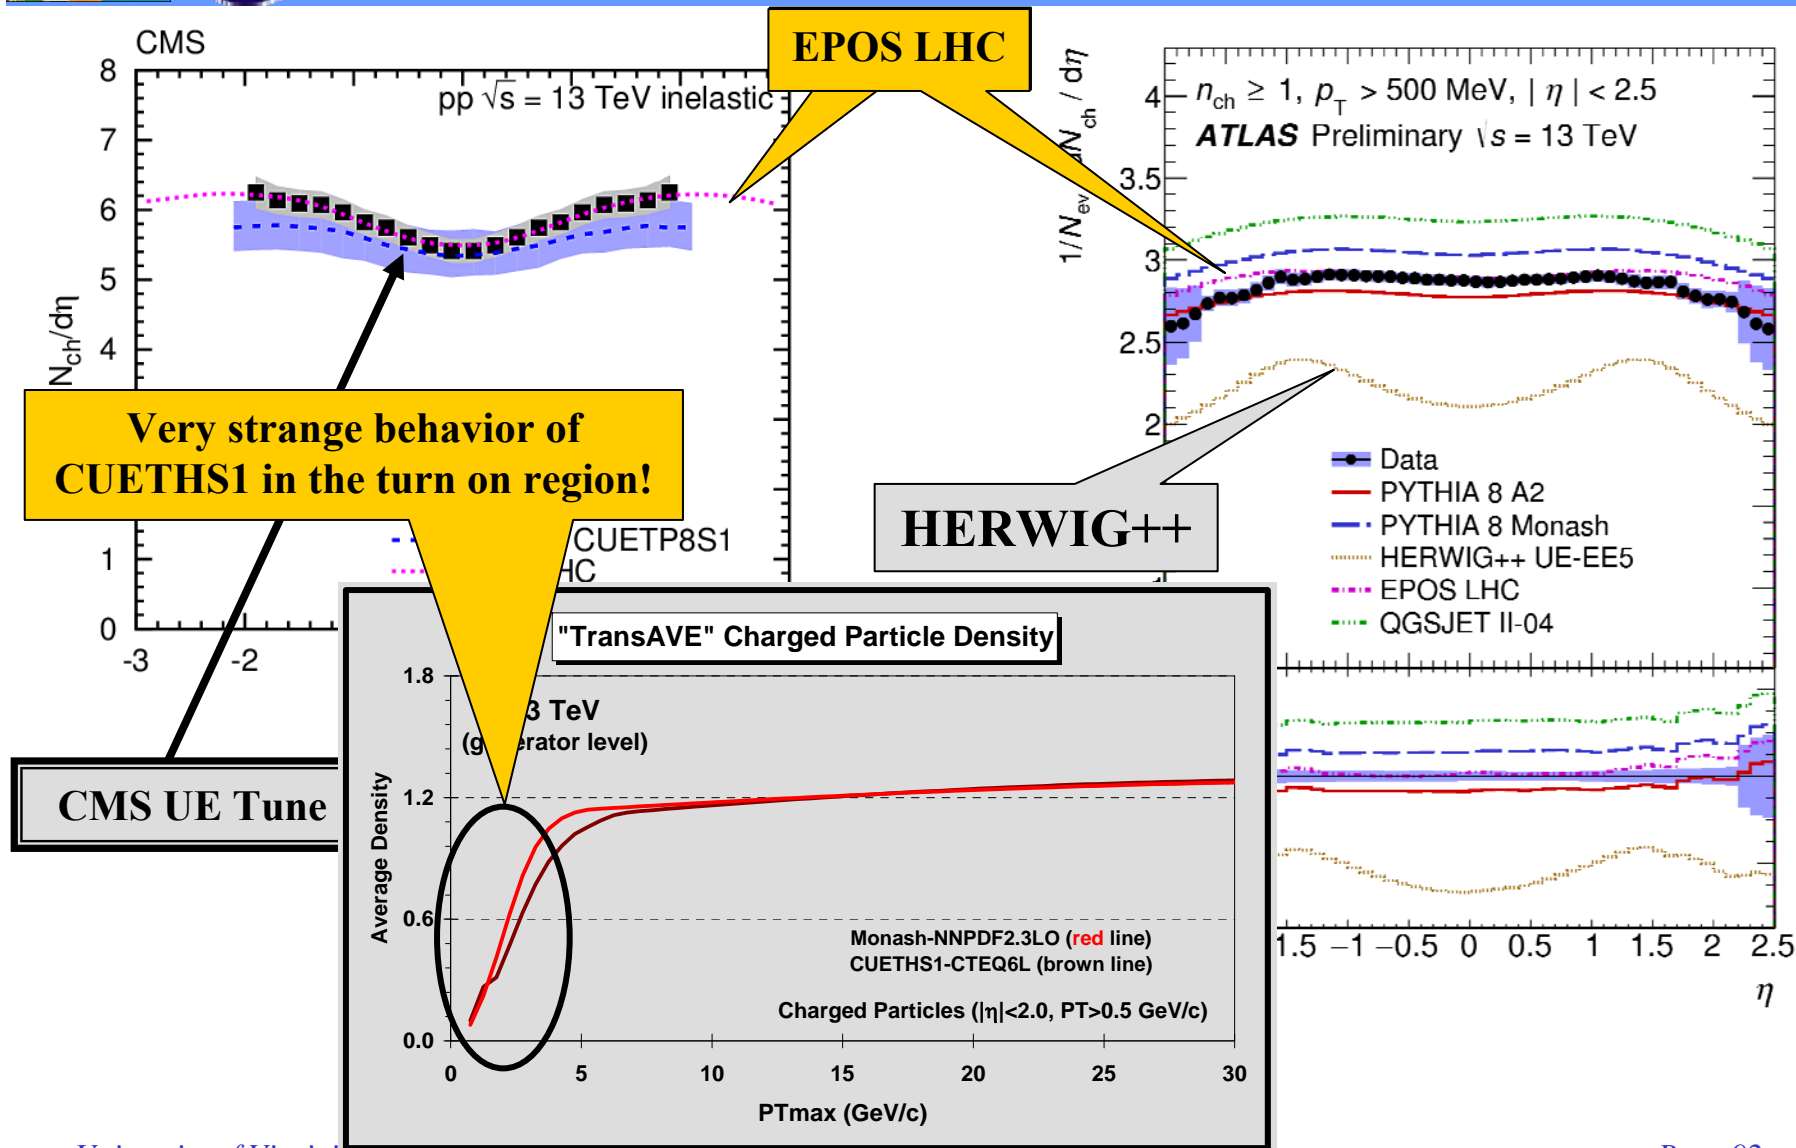 CMS
pp √s = 13 TeV inelastic
8
7
6
5
4
1
0
-3
-2
N_ch/dη
CUETP8S1
HC
EPOS LHC
Very strange behavior of
CUETHS1 in the turn on region!
CMS UE Tune
HERWIG++
1/N_ev dN_ch / dη
n_ch ≥ 1, p_T > 500 MeV, | η | < 2.5
ATLAS Preliminary √s = 13 TeV
4
3.5
3
2.5
2
Data
PYTHIA 8 A2
PYTHIA 8 Monash
HERWIG++ UE-EE5
EPOS LHC
QGSJET II-04
1.5 −1 −0.5 0 0.5 1 1.5 2 2.5
η
"TransAVE" Charged Particle Density
3 TeV
erator level)
1.8
1.2
0.6
0.0
Average Density
Monash-NNPDF2.3LO (red line)
CUETHS1-CTEQ6L (brown line)
Charged Particles (|η|<2.0, PT>0.5 GeV/c)
0 5 10 15 20 25 30
PTmax (GeV/c)